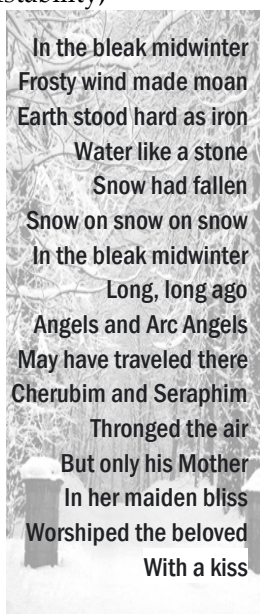 In the bleak midwinter
Frosty wind made moan
Earth stood hard as iron
Water like a stone
Snow had fallen
Snow on snow on snow
In the bleak midwinter
Long, long ago
Angels and Arc Angels
May have traveled there
Cherubim and Seraphim
Thronged the air
But only his Mother
In her maiden bliss
Worshiped the beloved
With a kiss